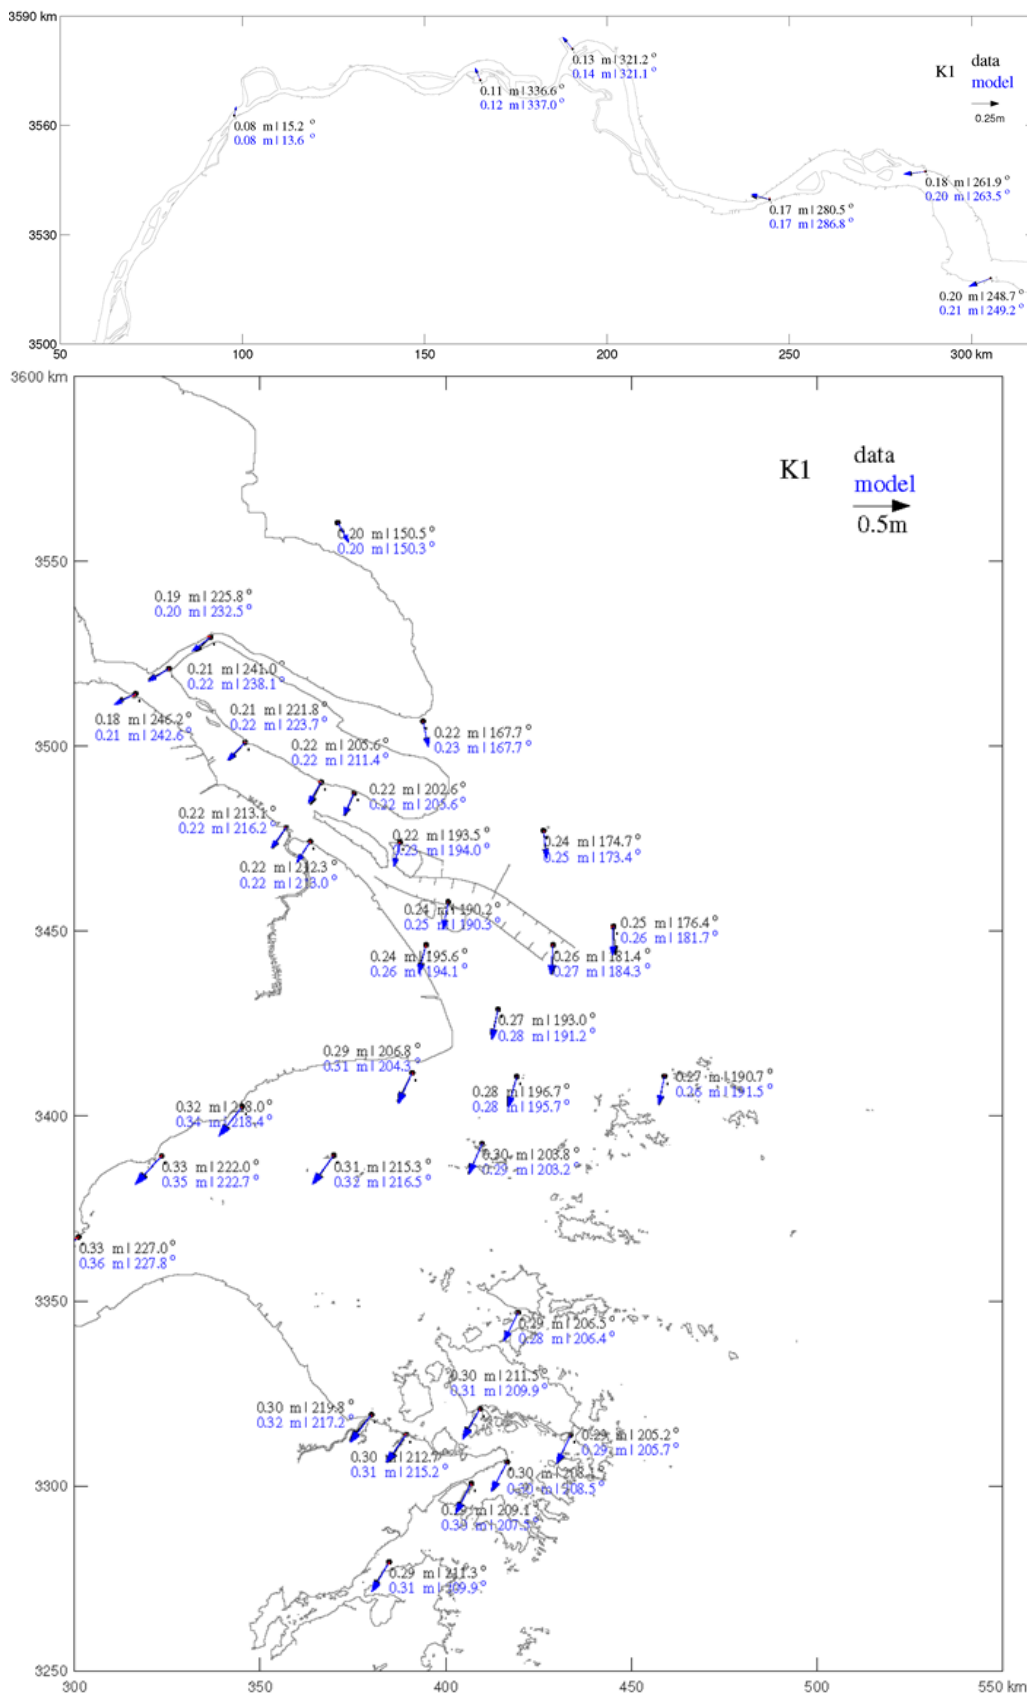 3590 km
0.13 m | 321.2 °
0.14 m | 321.1 °
K1
data
model
0.25m
0.11 m | 336.6 °
0.12 m | 337.0 °
3560
0.08 m | 15.2 °
0.08 m | 13.6 °
0.18 m | 261.9 °
0.20 m | 263.5 °
0.17 m | 280.5 °
0.17 m | 286.8 °
3530
0.20 m | 248.7 °
0.21 m | 249.2 °
3500
50
100
150
200
250
300 km
3600 km
K1
data
model
0.5m
0.20 m | 150.5 °
0.20 m | 150.3 °
3550
0.19 m | 225.8 °
0.20 m | 232.5 °
0.21 m | 241.0 °
0.22 m | 238.1 °
0.21 m | 221.8 °
0.22 m | 223.7 °
0.18 m | 246.2 °
0.21 m | 242.6 °
0.22 m | 167.7 °
0.23 m | 167.7 °
3500
0.22 m | 205.6 °
0.22 m | 211.4 °
0.22 m | 202.6 °
0.22 m | 205.6 °
0.22 m | 213.1 °
0.22 m | 216.2 °
0.22 m | 193.5 °
0.23 m | 194.0 °
0.24 m | 174.7 °
0.25 m | 173.4 °
0.22 m | 212.3 °
0.22 m | 213.0 °
0.24 m | 190.2 °
0.25 m | 190.3 °
0.25 m | 176.4 °
0.26 m | 181.7 °
3450
0.24 m | 195.6 °
0.26 m | 194.1 °
0.26 m | 181.4 °
0.27 m | 184.3 °
0.27 m | 193.0 °
0.28 m | 191.2 °
0.29 m | 206.8 °
0.31 m | 204.3 °
0.28 m | 196.7 °
0.28 m | 195.7 °
0.27 m | 190.7 °
m | 191.5 °
3400
0.32 m | °
0.34 m | 218.4 °
0.30 m | 203.8 °
0.29 m | 203.2 °
0.33 m | 222.0 °
0.35 m | 222.7 °
0.31 m | 215.3 °
0.32 m | 216.5 °
0.33 m | 227.0 °
0.36 m | 227.8 °
3350
0.29 m | 206.5 °
0.28 m | 206.4 °
0.30 m | 211.5 °
0.31 m | 209.9 °
0.30 m | 219.8 °
0.32 m | 217.2 °
0.29 m | 205.2 °
0.29 m | 205.7 °
0.30 m | 212.7 °
0.31 m | 215.2 °
0.30 m | °
0.30 m | 208.5 °
3300
m | 209.1 °
m | °
0.29 m | 211.3 °
0.31 m | °
3250
300
350
400
450
500
550 km